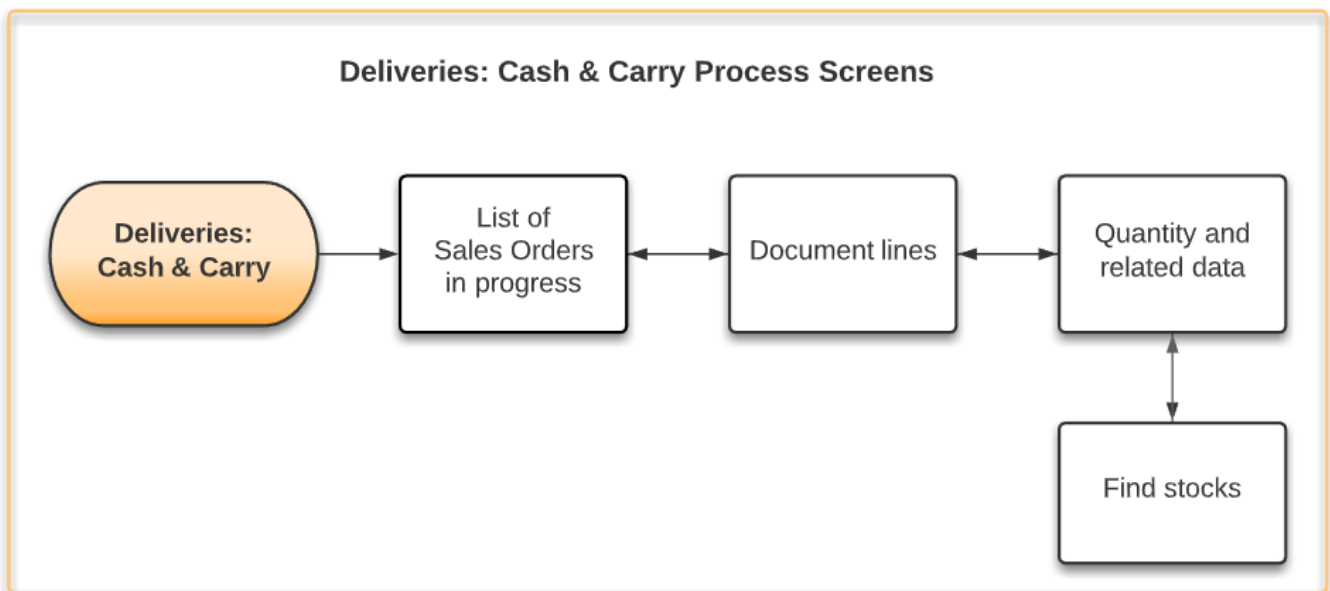 Deliveries: Cash & Carry Process Screens
Deliveries:
Cash & Carry
List of
Sales Orders
in progress
Document lines
Quantity and
related data
Find stocks